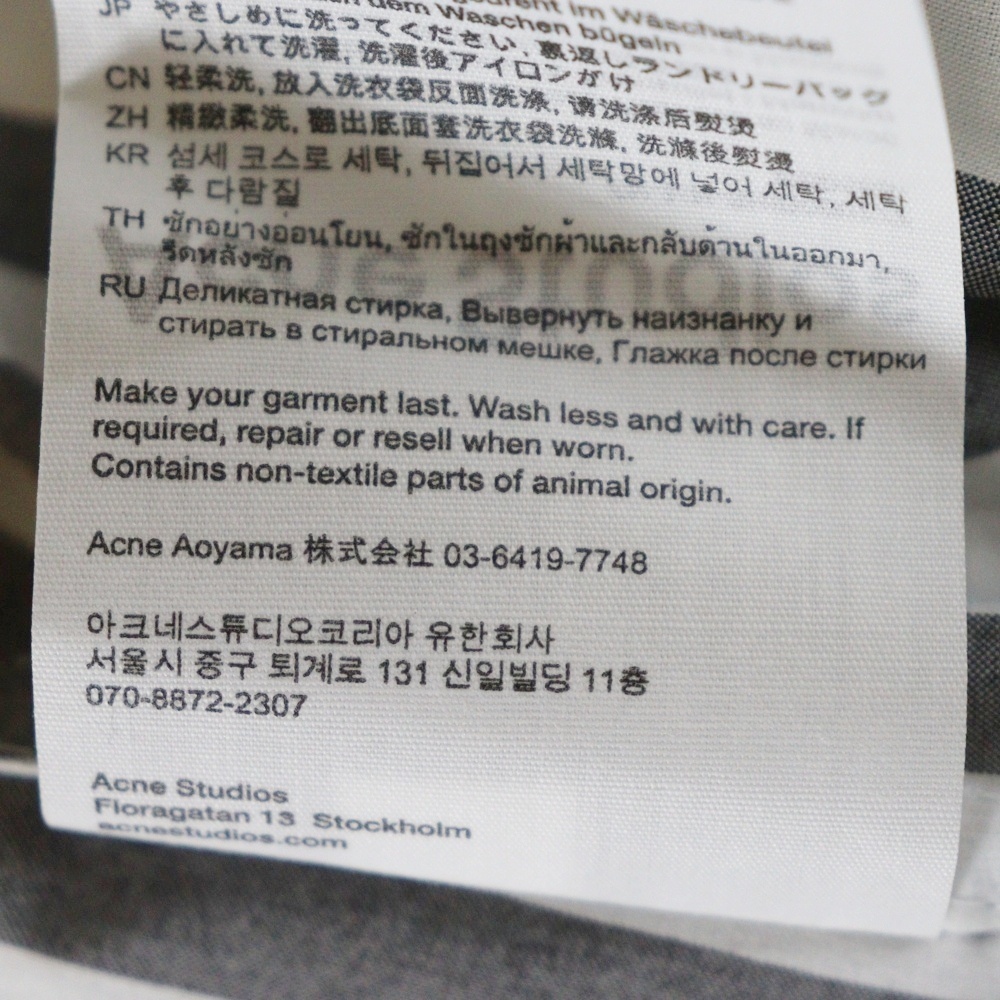 im Wäschebeutel
dem Waschen bügeln
JP やさしめに洗ってください. 裏返しランドリーバッグ
に入れて洗濯, 洗濯後アイロンがけ
CN 轻柔洗, 放入洗衣袋反面洗涤, 请洗涤后熨烫
ZH 精緻柔洗, 翻出底面套洗衣袋洗滌, 洗滌後熨燙
KR 섬세 코스로 세탁, 뒤집어서 세탁망에 넣어 세탁, 세탁
후 다람질
TH ซักอย่างอ่อนโยน, ซักในถุงซักผ้าและกลับด้านในออกมา,
รีดหลังซัก
RU Деликатная стирка, Вывернуть наизнанку и
стирать в стиральном мешке, Глажка после стирки
Make your garment last. Wash less and with care. If
required, repair or resell when worn.
Contains non-textile parts of animal origin.
Acne Aoyama 株式会社 03-6419-7748
아크네스튜디오코리아 유한회사
서울시 중구 퇴계로 131 신일빌딩 11층
070-8872-2307
Acne Studios
Floragatan 13 Stockholm
acnestudios.com